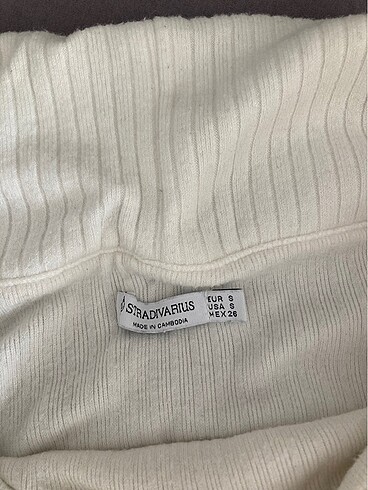 STRADIVARIUS
MADE IN CAMBODIA
EUR S
USA S
MEX 26